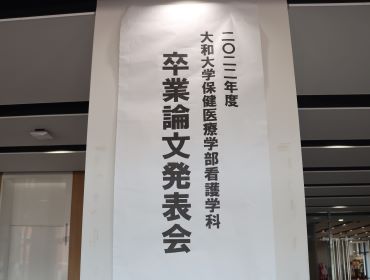 二〇二二年度
大和大学保健医療学部看護学科
卒業論文発表会